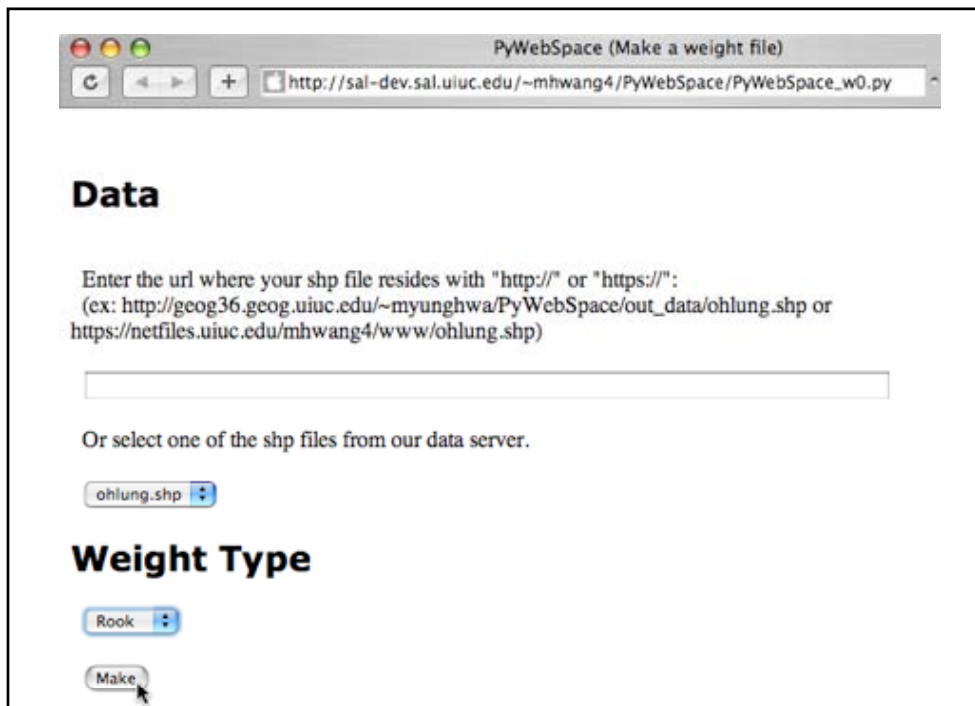 PyWebSpace (Make a weight file)
http://sal-dev.sal.uiuc.edu/~mhwang4/PyWebSpace/PyWebSpace_w0.py
Data
Enter the url where your shp file resides with "http://" or "https://":
(ex: http://geog36.geog.uiuc.edu/~myunghwa/PyWebSpace/out_data/ohlung.shp or
https://netfiles.uiuc.edu/mhwang4/www/ohlung.shp)
Or select one of the shp files from our data server.
ohlung.shp
Weight Type
Rook
Make